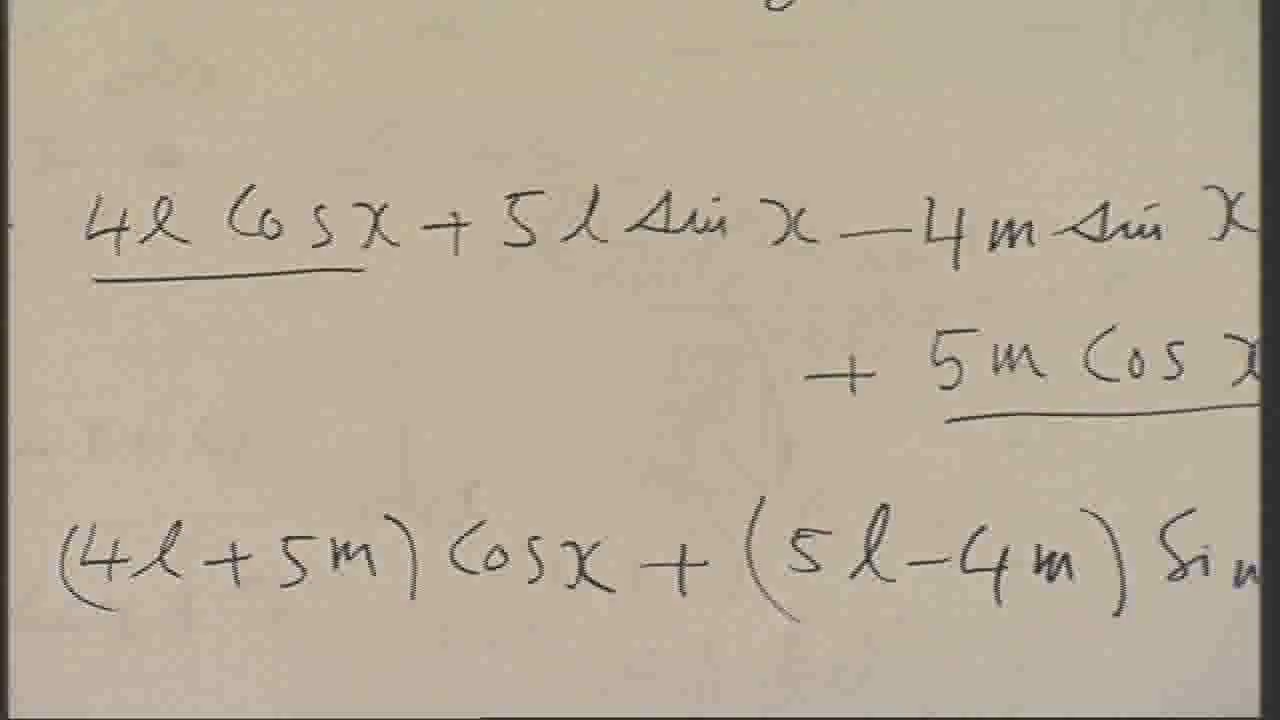 4l Cos x + 5l sin x − 4m sin x
+ 5m Cos x
(4l + 5m) Cos x + (5l − 4m) Sin